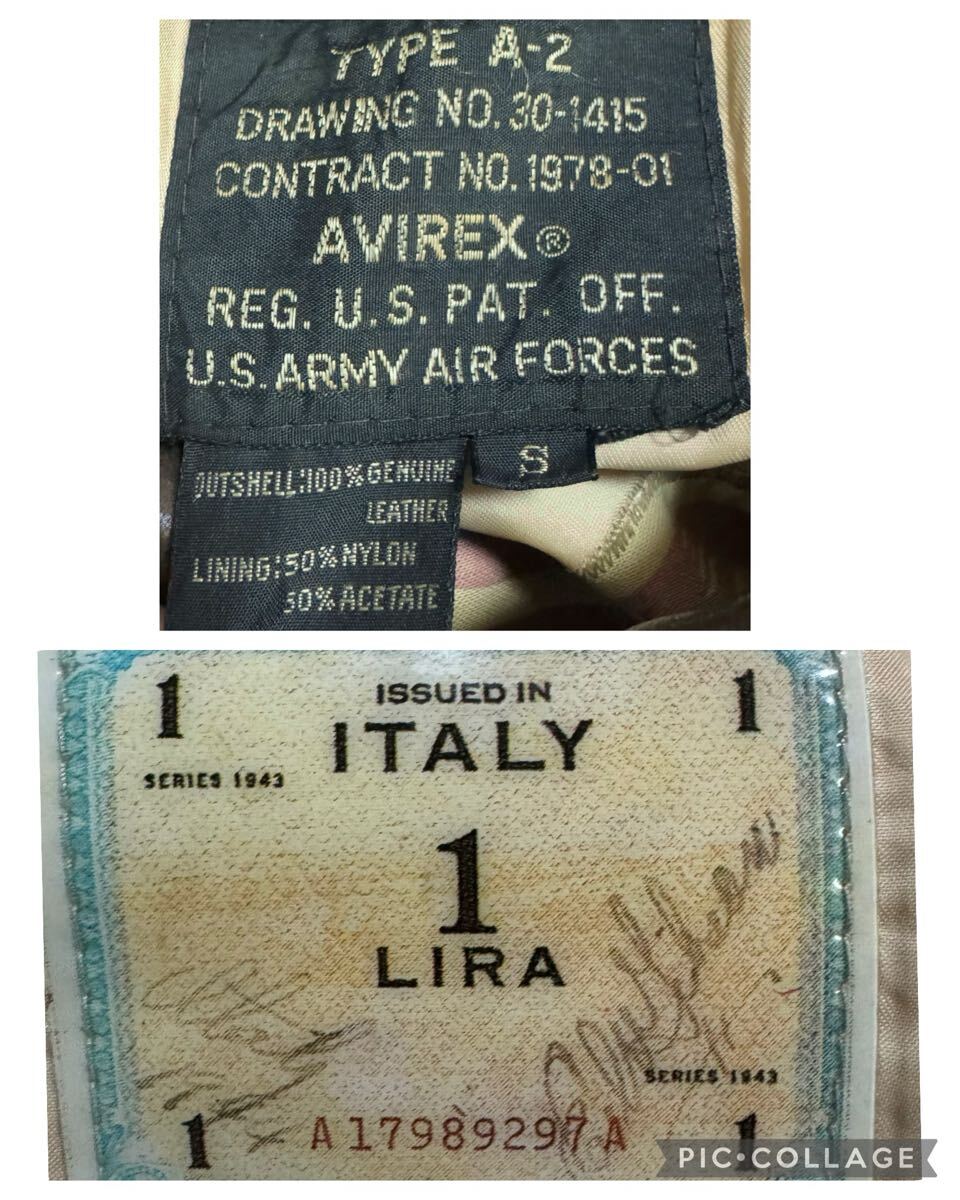 TYPE A-2
DRAWING NO. 30-1415
CONTRACT NO. 1978-01
AVIREX®
REG. U.S. PAT. OFF.
U.S. ARMY AIR FORCES
S
OUTSHELL:100%GENUINE
LEATHER
LINING:50%NYLON
30%ACETATE
1 ISSUED IN 1
ITALY
SERIES 1943
1
LIRA
SERIES 1943
1 A17989297A 1
PIC•COLLAGE